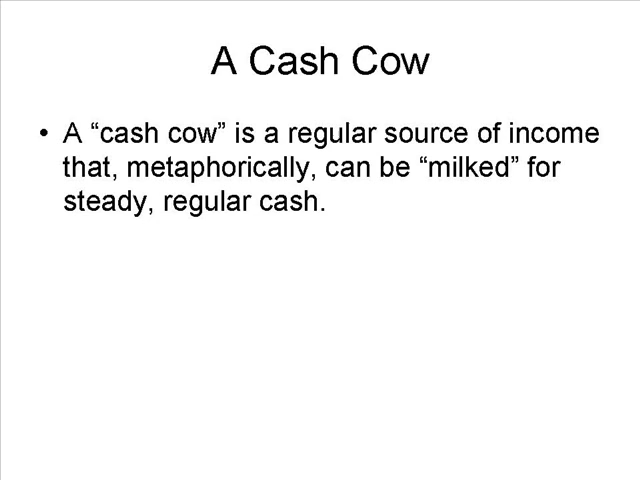 A Cash Cow
• A “cash cow” is a regular source of income
that, metaphorically, can be “milked” for
steady, regular cash.